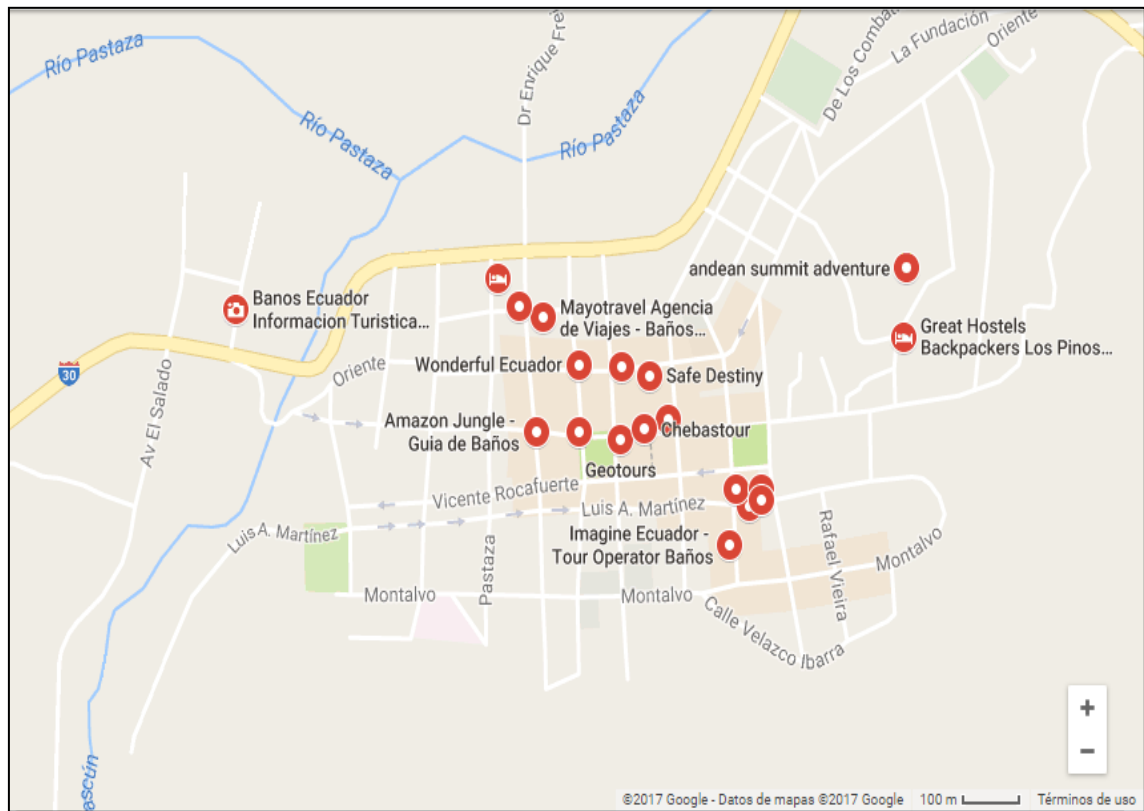 Río Pastaza
Río Pastaza
Río Pastaza
Dr Enrique Frei
De Los Combati
La Fundación
Oriente
andean summit adventure
Banos Ecuador
Informacion Turistica...
Mayotravel Agencia
de Viajes - Baños...
Great Hostels
Backpackers Los Pinos...
30
Oriente
Wonderful Ecuador
Safe Destiny
Av El Salado
Amazon Jungle -
Guia de Baños
Chebastour
Geotours
Vicente Rocafuerte
Luis A. Martínez
Luis A. Martínez
Imagine Ecuador -
Tour Operator Baños
Rafael Vieira
Montalvo
Pastaza
Montalvo
Montalvo
Calle Velazco Ibarra
ascún
+
−
©2017 Google - Datos de mapas ©2017 Google
100 m
Términos de uso